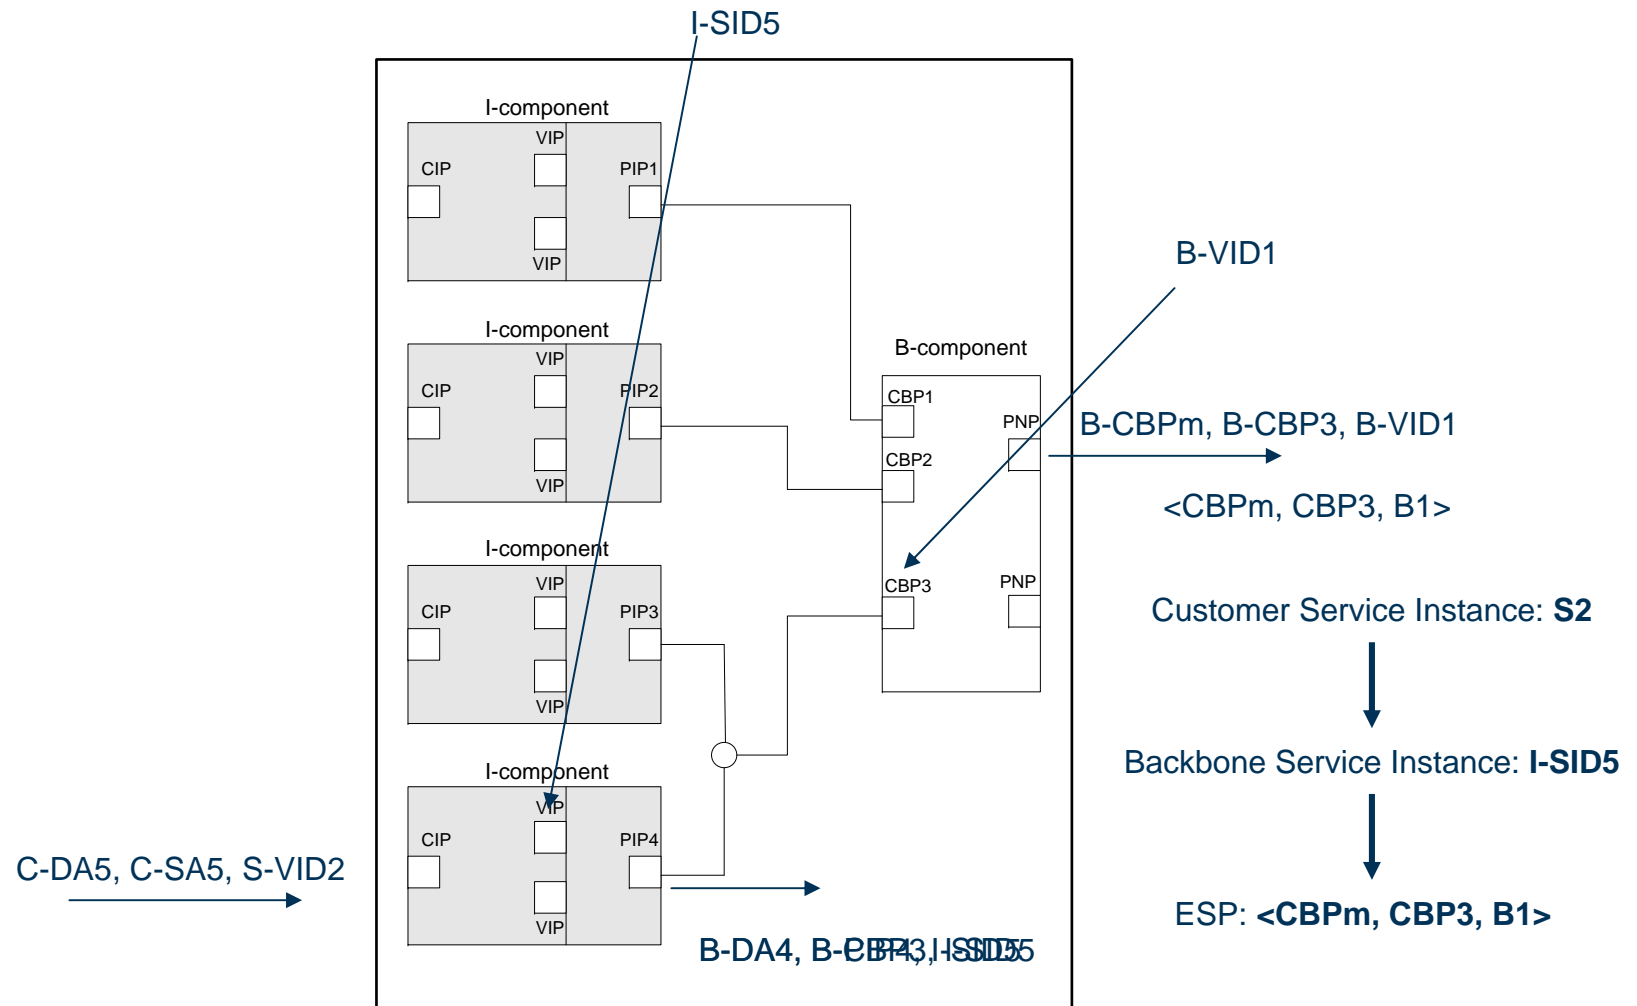 I-SID5
I-component
VIP
CIP
PIP1
VIP
B-VID1
I-component
VIP
CIP
PIP2
VIP
B-component
CBP1
PNP
B-CBPm, B-CBP3, B-VID1
CBP2
<CBPm, CBP3, B1>
I-component
VIP
CIP
PIP3
VIP
CBP3
PNP
Customer Service Instance: S2
Backbone Service Instance: I-SID5
I-component
VIP
CIP
PIP4
VIP
C-DA5, C-SA5, S-VID2
ESP: <CBPm, CBP3, B1>
B-DA4,